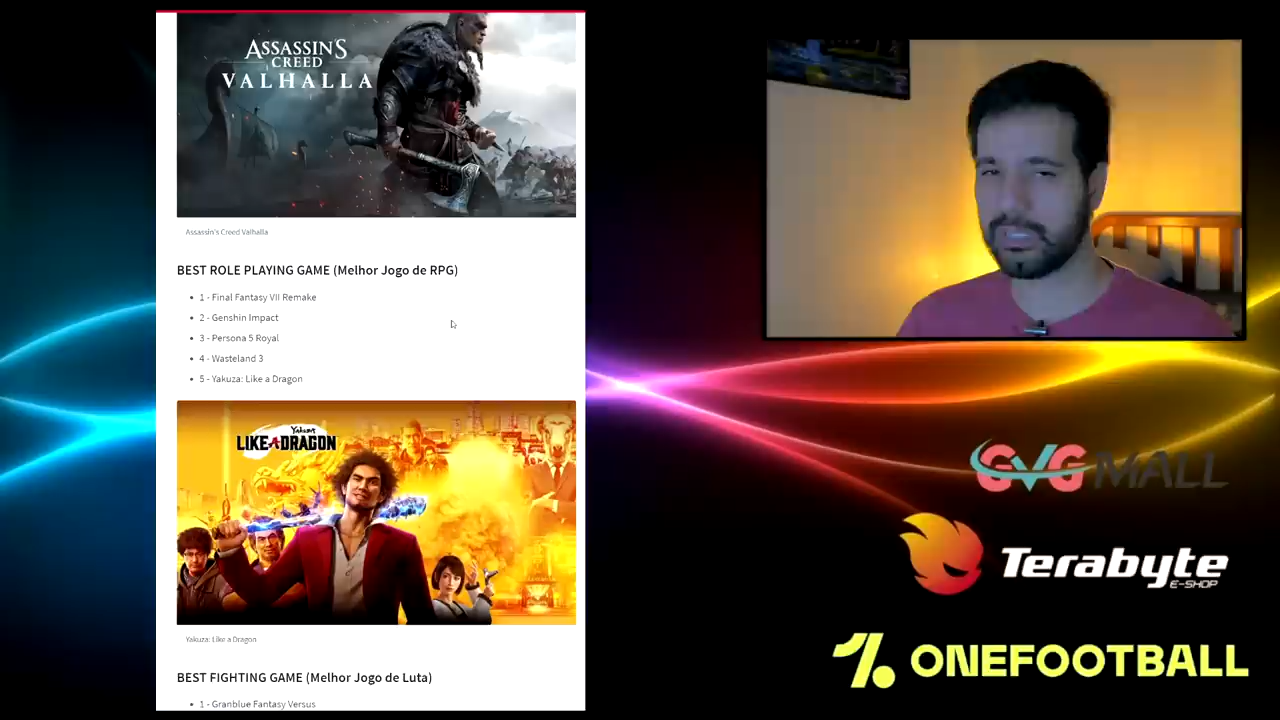 ASSASSIN'S
CREED
VALHALLA
Assassin's Creed Valhalla
BEST ROLE PLAYING GAME (Melhor Jogo de RPG)
1 - Final Fantasy VII Remake
2 - Genshin Impact
3 - Persona 5 Royal
4 - Wasteland 3
5 - Yakuza: Like a Dragon
Yakuza
LIKE A DRAGON
Yakuza: Like a Dragon
BEST FIGHTING GAME (Melhor Jogo de Luta)
1 - Granblue Fantasy Versus
GVGMALL
Terabyte
E-SHOP
ONEFOOTBALL